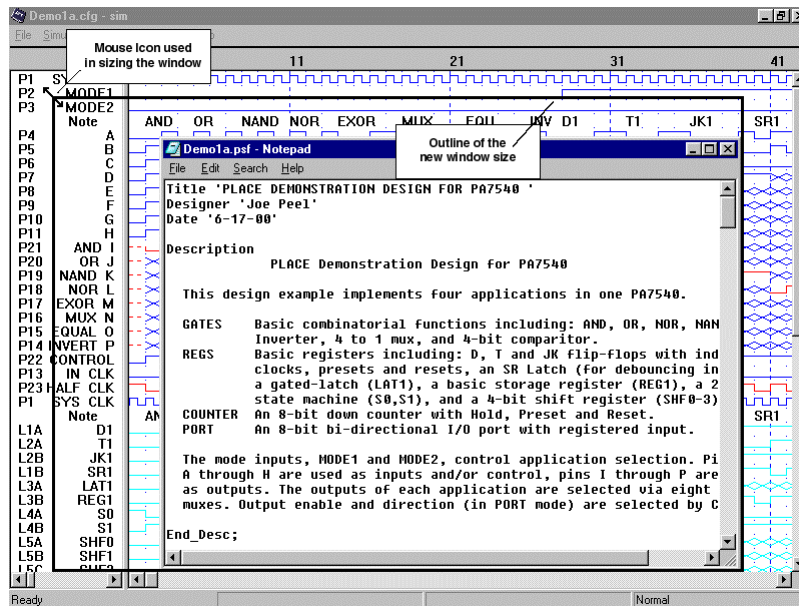 Demo1a.cfg - sim
File
Mouse Icon used
in sizing the window
11 21 31 41
P1
P2 MODE1
P3 MODE2
Note AND OR NAND NOR EXOR MUX EQU INV D1 T1 JK1 SR1
P4 A
P5 B
P6 C
P7 D
P8 E
P9 F
P10 G
P11 H
P21 AND I
P20 OR J
P19 NAND K
P18 NOR L
P17 EXOR M
P16 MUX N
P15 EQUAL O
P14 INVERT P
P22 CONTROL
P13 IN CLK
P23 HALF CLK
P1 SYS CLK
Note SR1
L1A D1
L2A T1
L2B JK1
L1B SR1
L3A LAT1
L3B REG1
L4A S0
L4B S1
L5A SHF0
L5B SHF1
Outline of the
new window size
Demo1a.psf - Notepad
File Edit Search Help
Title 'PLACE DEMONSTRATION DESIGN FOR PA7540 '
Designer 'Joe Peel'
Date '6-17-00'
Description
PLACE Demonstration Design for PA7540
This design example implements four applications in one PA7540.
GATES Basic combinatorial functions including: AND, OR, NOR, NAN
Inverter, 4 to 1 mux, and 4-bit comparitor.
REGS Basic registers including: D, T and JK flip-flops with ind
clocks, presets and resets, an SR Latch (for debouncing in
a gated-latch (LAT1), a basic storage register (REG1), a 2
state machine (S0,S1), and a 4-bit shift register (SHF0-3)
COUNTER An 8-bit down counter with Hold, Preset and Reset.
PORT An 8-bit bi-directional I/O port with registered input.
The mode inputs, MODE1 and MODE2, control application selection. Pi
A through H are used as inputs and/or control, pins I through P are
as outputs. The outputs of each application are selected via eight
muxes. Output enable and direction (in PORT mode) are selected by C
End_Desc;
Ready Normal